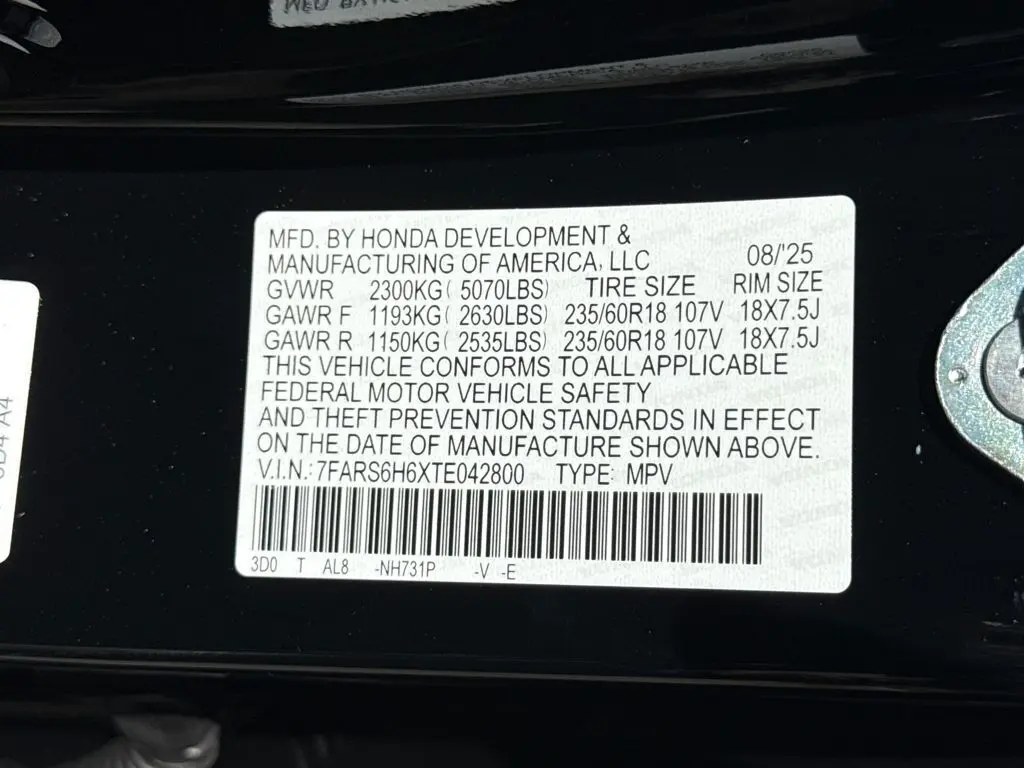 MFD. BY HONDA DEVELOPMENT &
MANUFACTURING OF AMERICA, LLC 08/'25
GVWR 2300KG( 5070LBS) TIRE SIZE RIM SIZE
GAWR F 1193KG( 2630LBS) 235/60R18 107V 18X7.5J
GAWR R 1150KG( 2535LBS) 235/60R18 107V 18X7.5J
THIS VEHICLE CONFORMS TO ALL APPLICABLE
FEDERAL MOTOR VEHICLE SAFETY
AND THEFT PREVENTION STANDARDS IN EFFECT
ON THE DATE OF MANUFACTURE SHOWN ABOVE.
V.I.N.: 7FARS6H6XTE042800 TYPE: MPV
3D0 T AL8 -NH731P -V -E